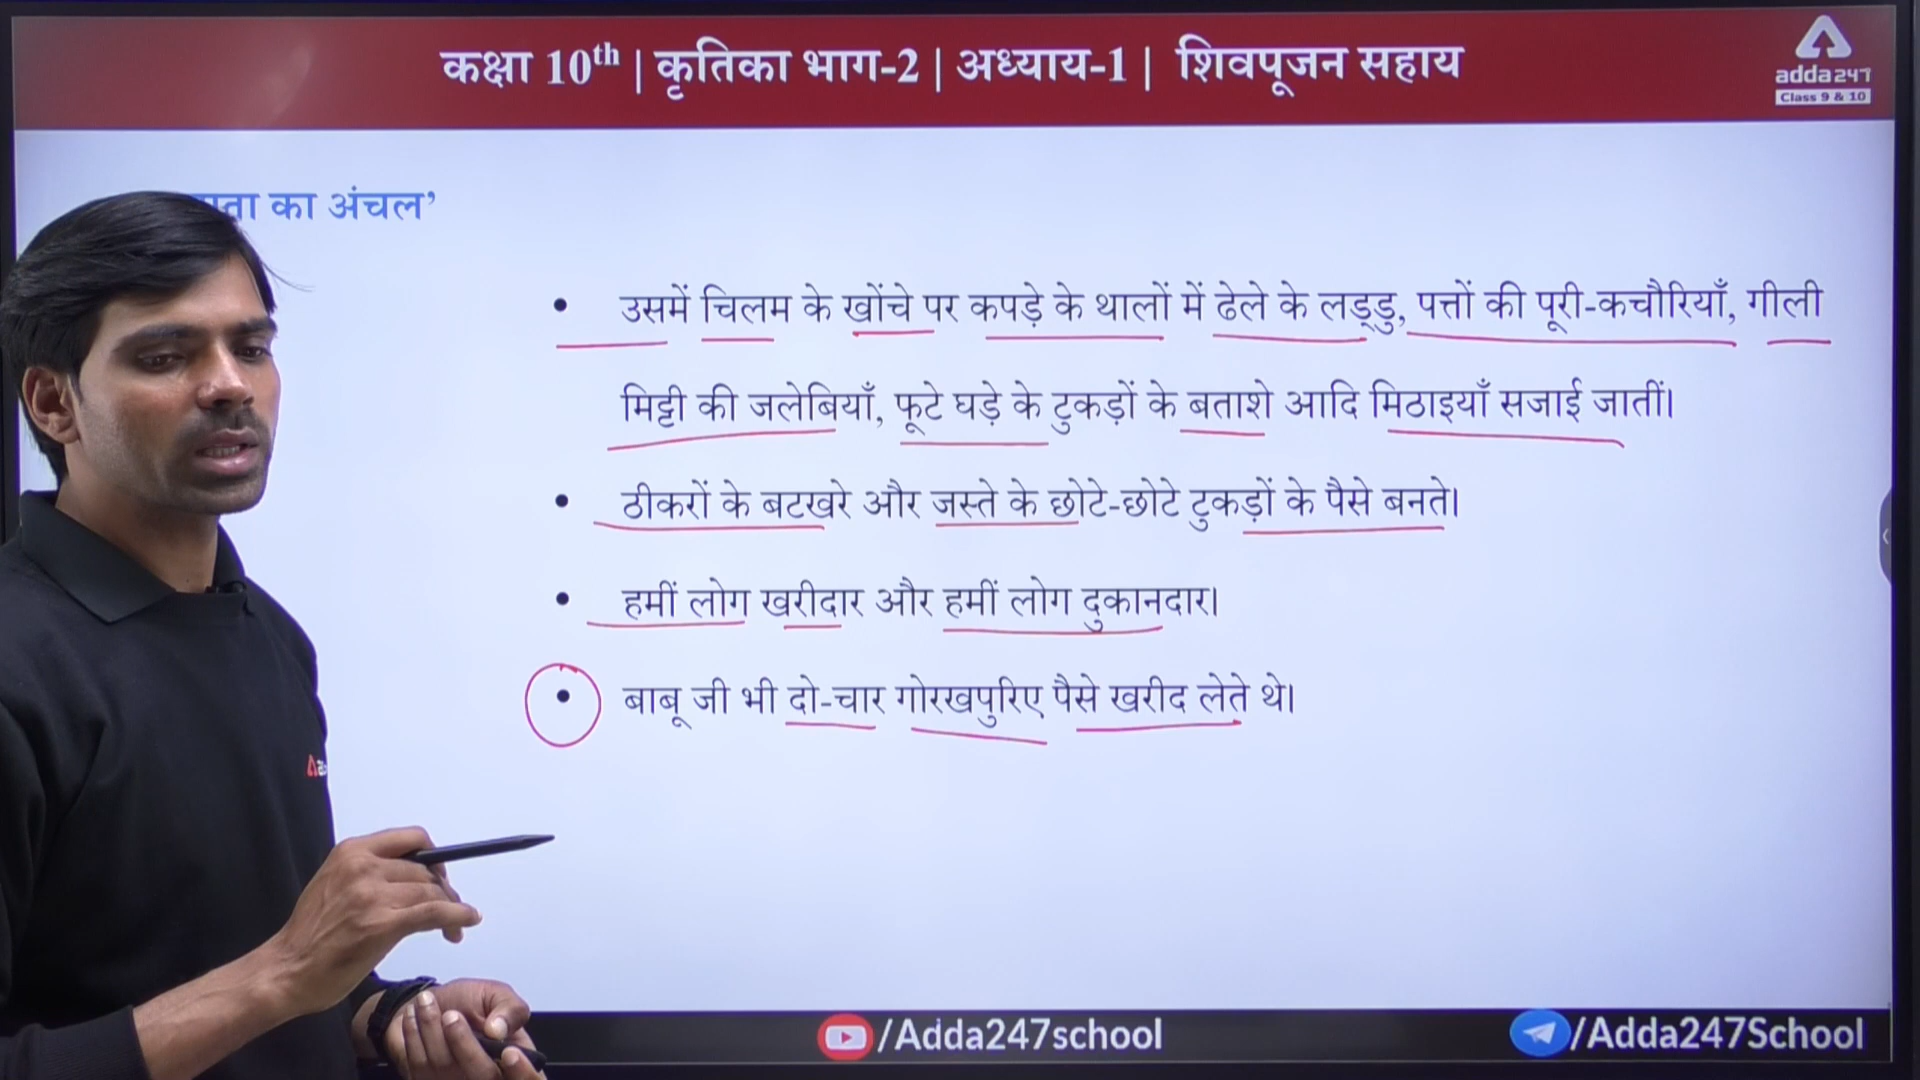 कक्षा 10th | कृतिका भाग-2 | अध्याय-1 | शिवपूजन सहाय
adda247
Class 9 & 10
का अंचल’
• उसमें चिलम के खोंचे पर कपड़े के थालों में ढेले के लड्डु, पत्तों की पूरी-कचौरियाँ, गीली
मिट्टी की जलेबियाँ, फूटे घड़े के टुकड़ों के बताशे आदि मिठाइयाँ सजाई जातीं।
• ठीकरों के बटखरे और जस्ते के छोटे-छोटे टुकड़ों के पैसे बनते।
• हमीं लोग खरीदार और हमीं लोग दुकानदार।
• बाबू जी भी दो-चार गोरखपुरिए पैसे खरीद लेते थे।
/Adda247school
/Adda247School